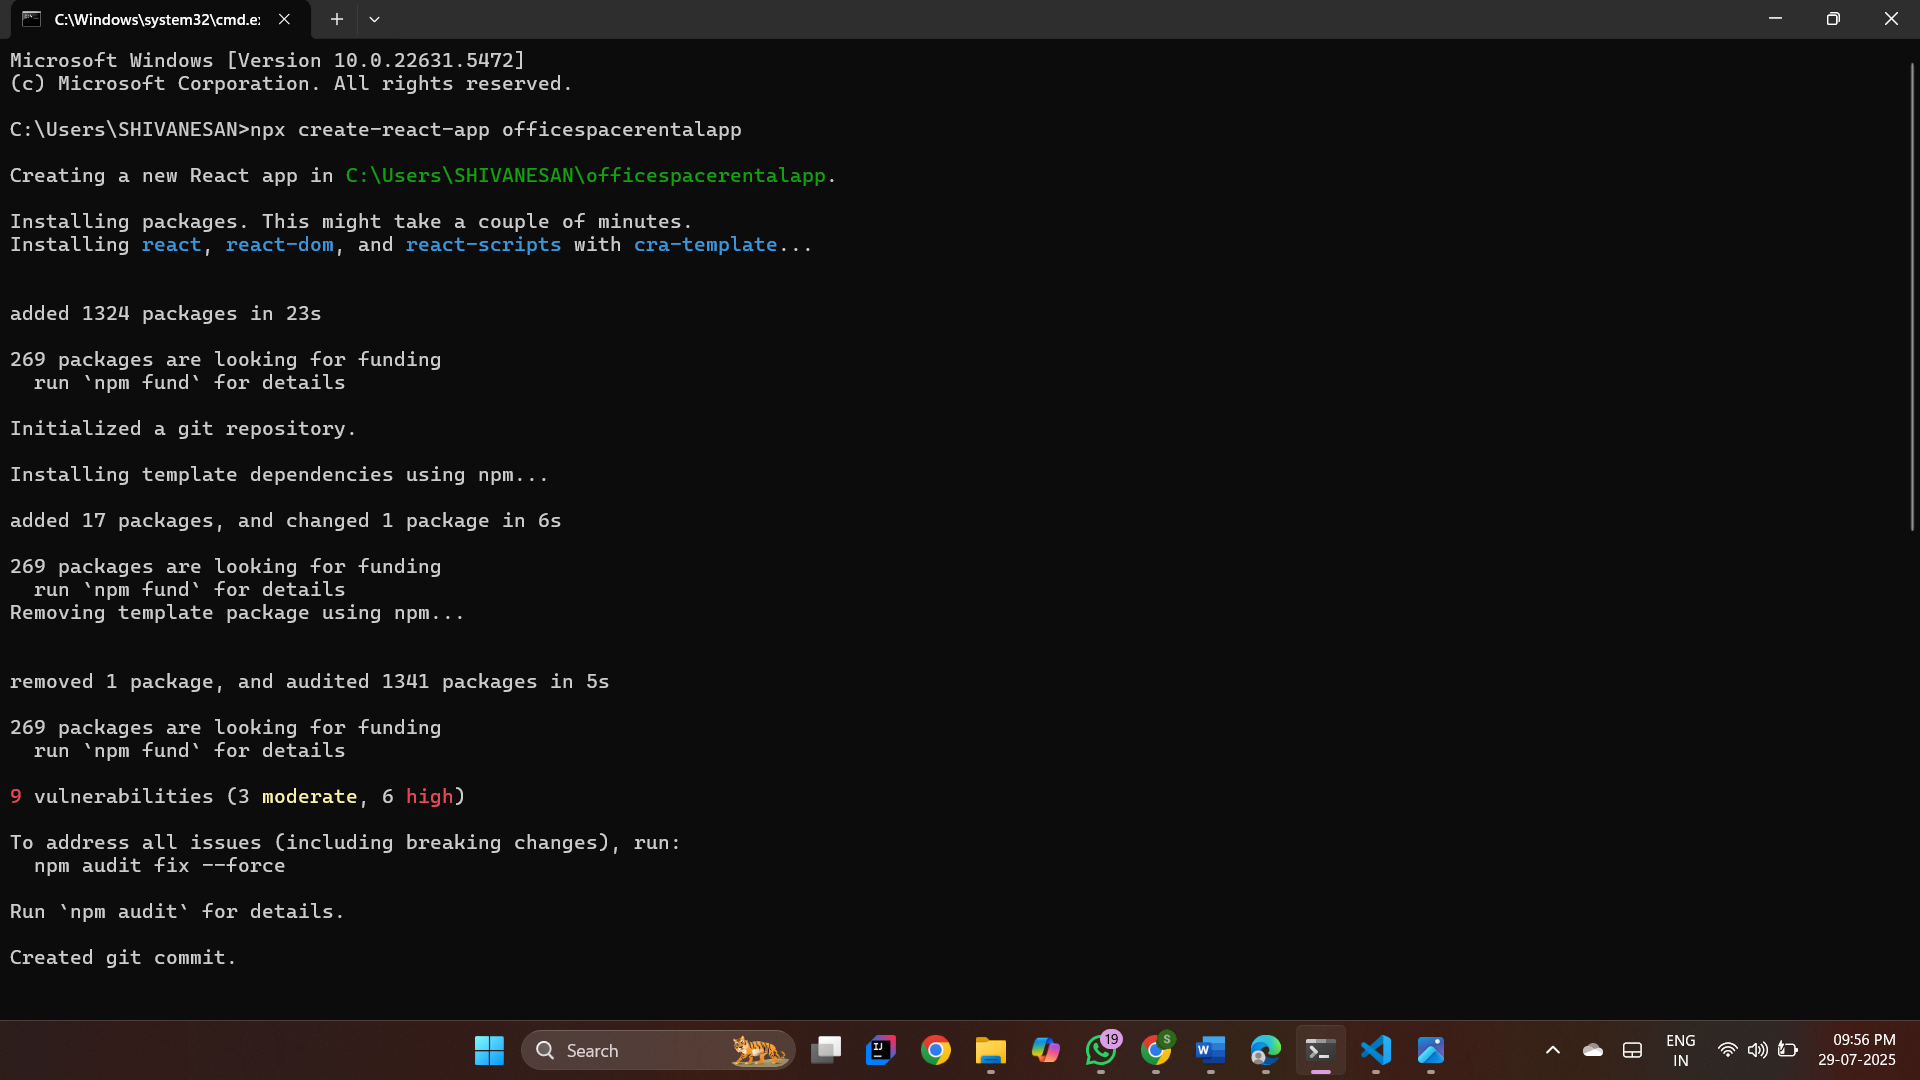 C:\Windows\system32\cmd.e:
Microsoft Windows [Version 10.0.22631.5472]
(c) Microsoft Corporation. All rights reserved.
C:\Users\SHIVANESAN>npx create-react-app officespacerentalapp
Creating a new React app in C:\Users\SHIVANESAN\officespacerentalapp.
Installing packages. This might take a couple of minutes.
Installing react, react-dom, and react-scripts with cra-template...
added 1324 packages in 23s
269 packages are looking for funding
  run `npm fund` for details
Initialized a git repository.
Installing template dependencies using npm...
added 17 packages, and changed 1 package in 6s
269 packages are looking for funding
  run `npm fund` for details
Removing template package using npm...
removed 1 package, and audited 1341 packages in 5s
269 packages are looking for funding
  run `npm fund` for details
9 vulnerabilities (3 moderate, 6 high)
To address all issues (including breaking changes), run:
  npm audit fix --force
Run `npm audit` for details.
Created git commit.
Search
IJ
19
S
W
ENG
IN
09:56 PM
29-07-2025